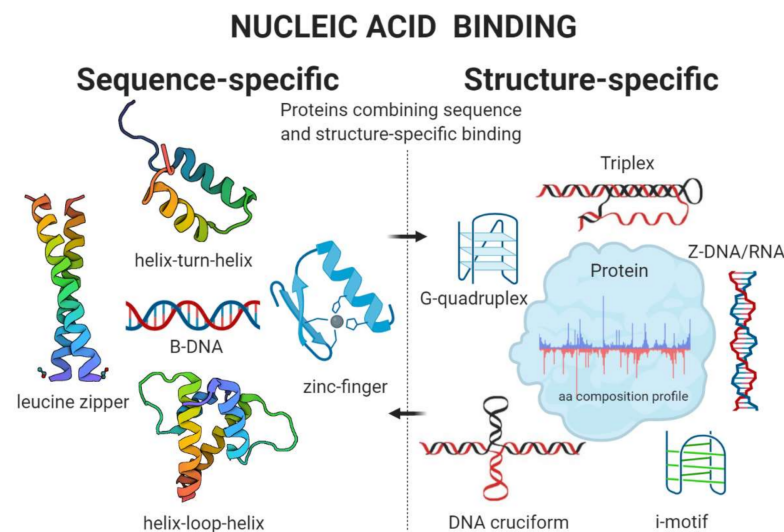 NUCLEIC ACID BINDING
Sequence-specific
Structure-specific
Proteins combining sequence
and structure-specific binding
helix-turn-helix
B-DNA
leucine zipper
zinc-finger
helix-loop-helix
Triplex
G-quadruplex
Protein
Z-DNA/RNA
aa composition profile
DNA cruciform
i-motif